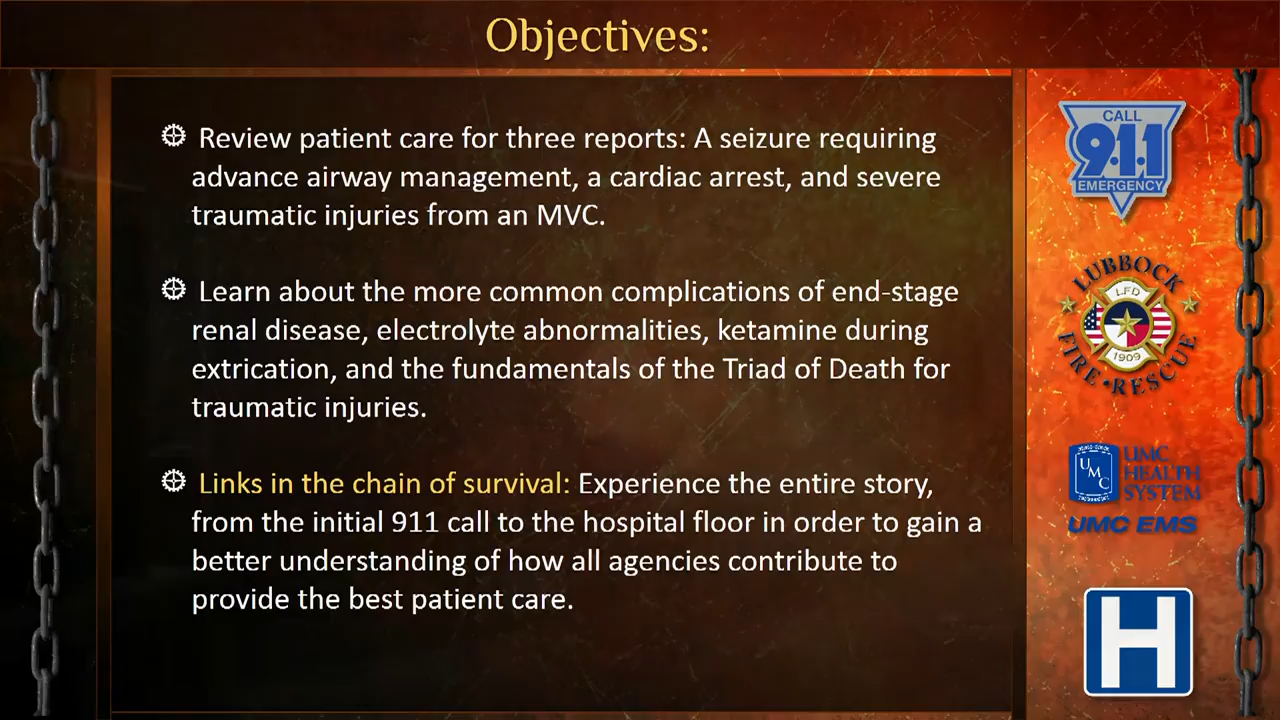 Objectives:
Review patient care for three reports: A seizure requiring
advance airway management, a cardiac arrest, and severe
traumatic injuries from an MVC.
Learn about the more common complications of end-stage
renal disease, electrolyte abnormalities, ketamine during
extrication, and the fundamentals of the Triad of Death for
traumatic injuries.
Links in the chain of survival: Experience the entire story,
from the initial 911 call to the hospital floor in order to gain a
better understanding of how all agencies contribute to
provide the best patient care.
CALL
9·1·1
EMERGENCY
LUBBOCK
LFD
1909
FIRE•RESCUE
UMC
UMC
HEALTH
SYSTEM
UMC EMS
H